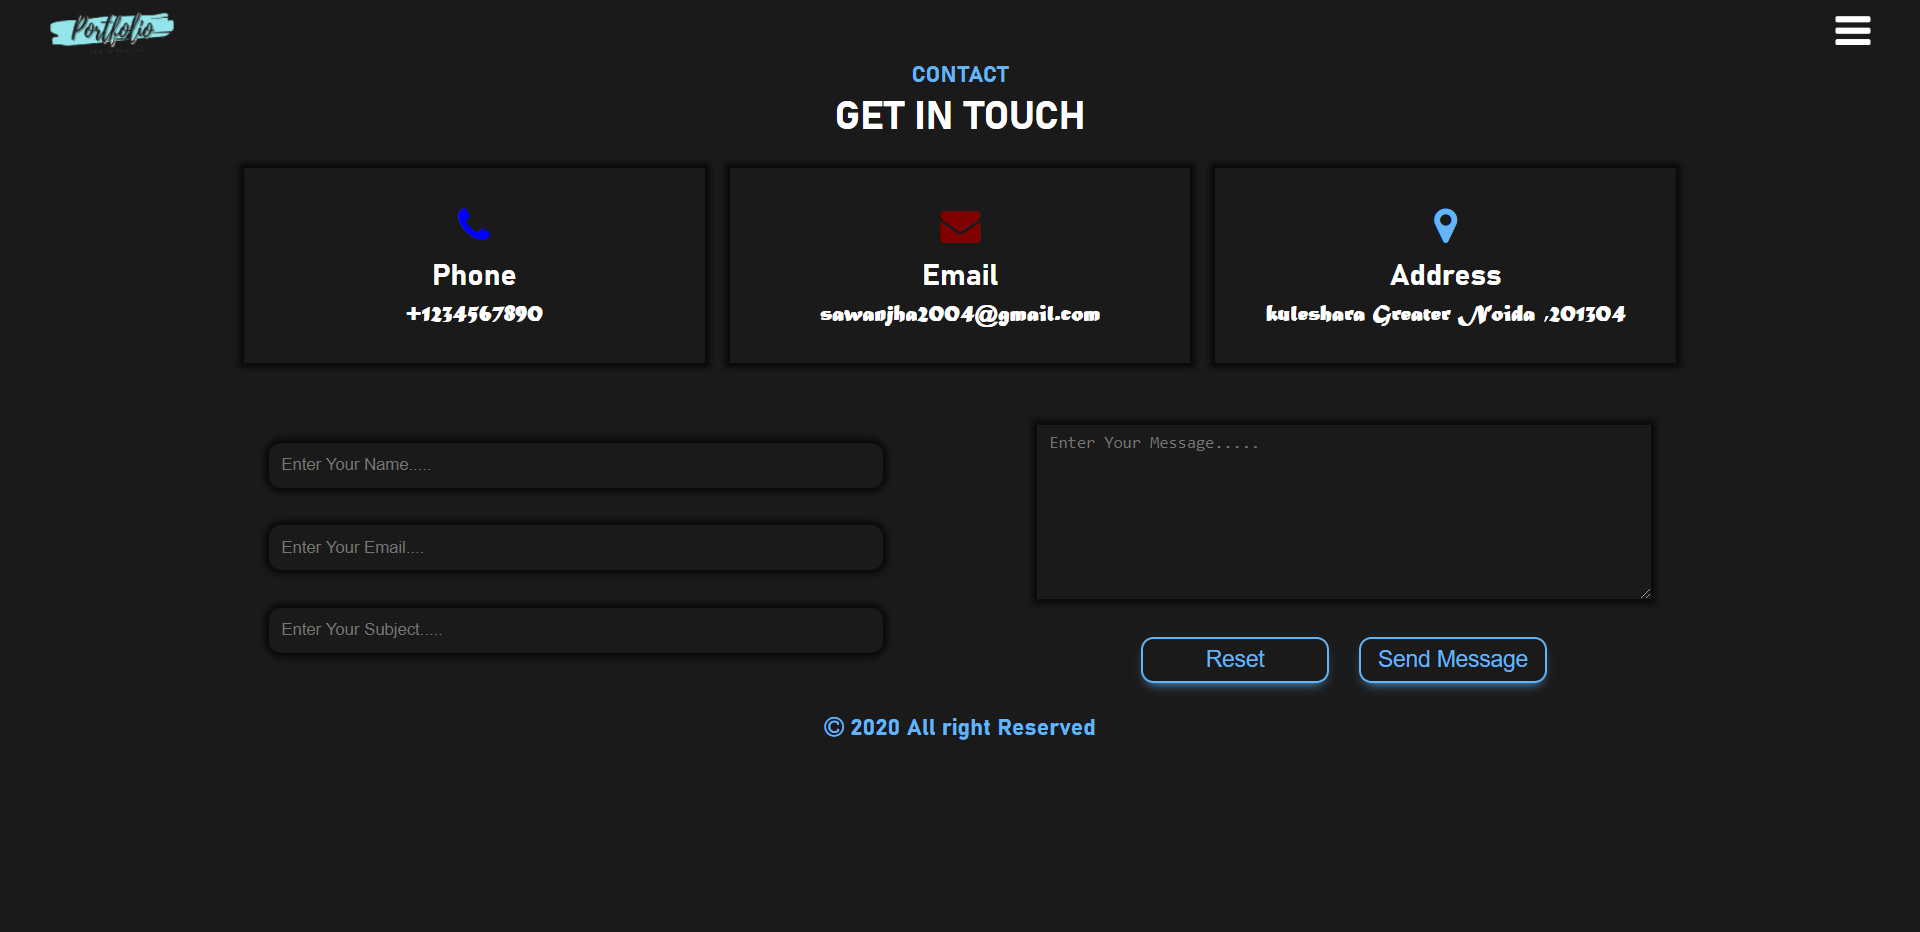 Portfolio
CONTACT
GET IN TOUCH
Phone
+1234567890
Email
sawanjha2004@gmail.com
Address
kuleshara Greater Noida ,201304
Enter Your Name.....
Enter Your Email....
Enter Your Subject.....
Enter Your Message.....
Reset
Send Message
© 2020 All right Reserved